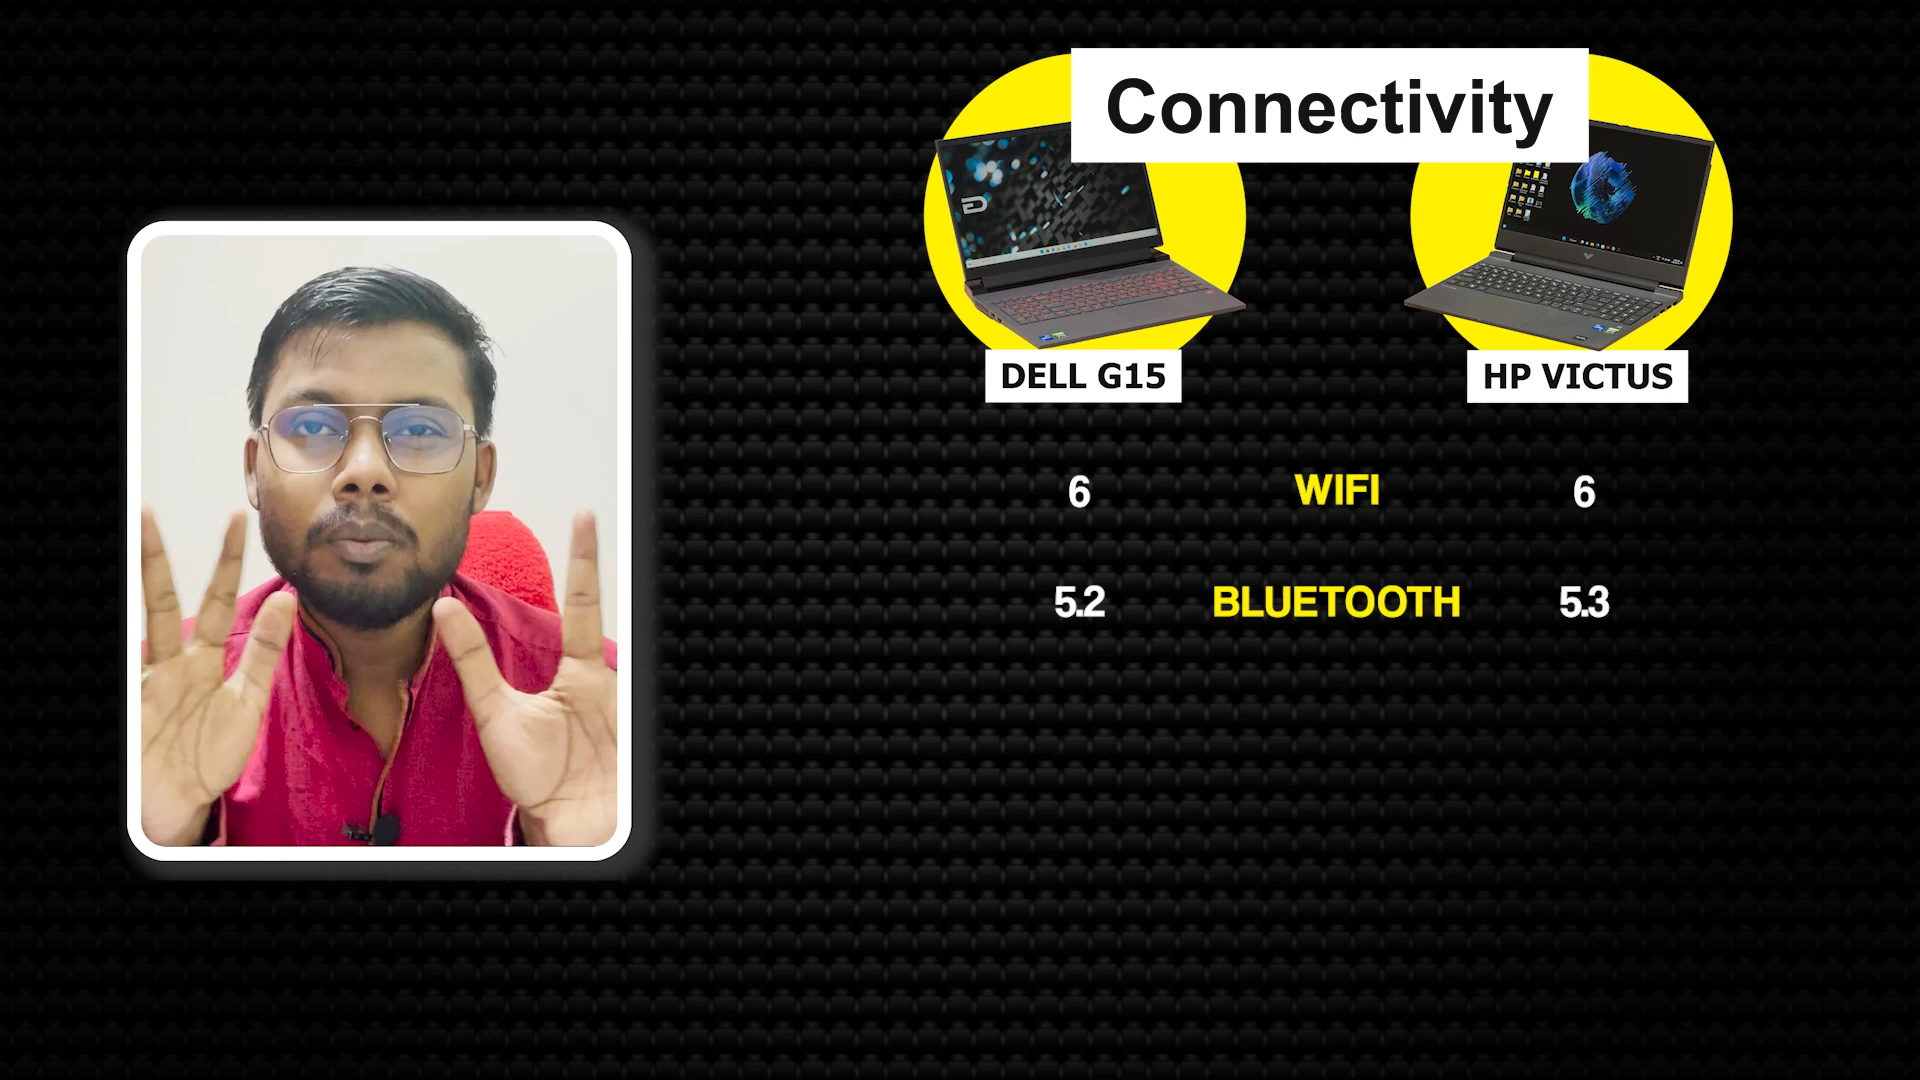 Connectivity
DELL G15
HP VICTUS
6 WIFI 6
5.2 BLUETOOTH 5.3